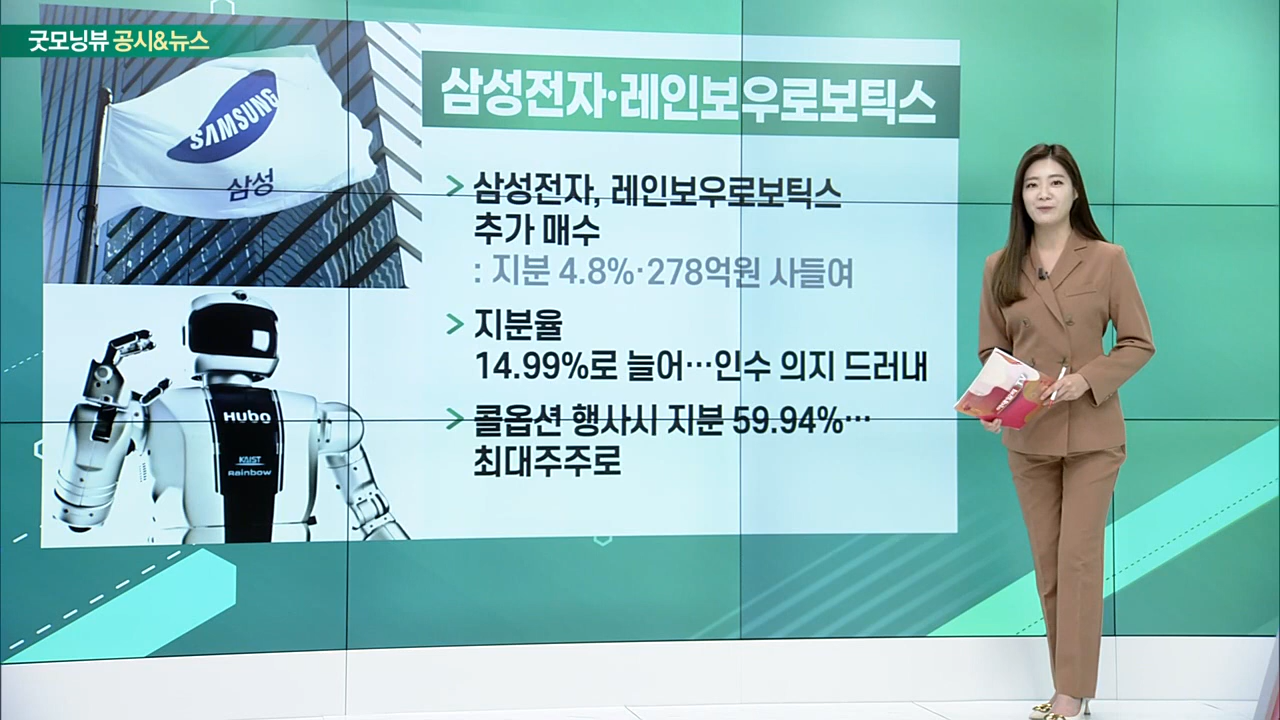 굿모닝뷰 공시&뉴스
SAMSUNG
삼성
삼성전자·레인보우로보틱스
> 삼성전자, 레인보우로보틱스
추가 매수
: 지분 4.8%·278억원 사들여
> 지분율
14.99%로 늘어…인수 의지 드러내
> 콜옵션 행사시 지분 59.94%…
최대주주로
HUBO
KAIST
Rainbow